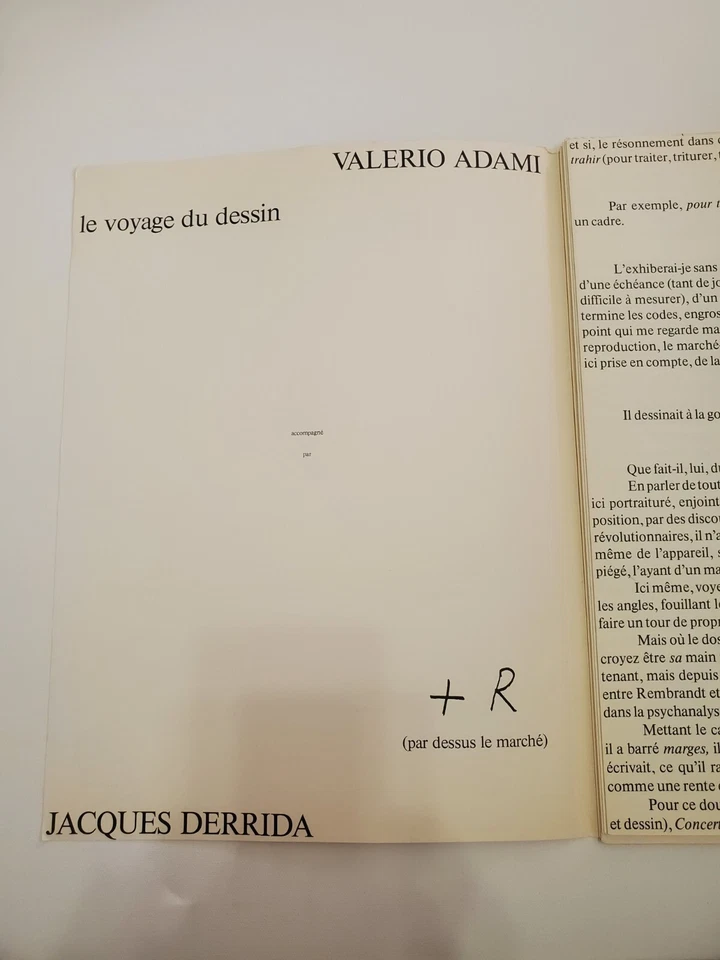 VALERIO ADAMI
le voyage du dessin
accompagné
par
+ R
(par dessus le marché)
JACQUES DERRIDA
et si, le résonnement dans
trahir (pour traiter, triturer,
Par exemple, pour
un cadre.
L'exhiberai-je sans
d'une échéance (tant de
difficile à mesurer), d'un
termine les codes,
point qui me regarde
reproduction, le marché
ici prise en compte, de la
Il dessinait à la
Que fait-il, lui,
En parler de tout
ici portraituré, enjoint
position, par des
révolutionnaires, il
même de l'appareil,
piégé, l'ayant d'un
Ici même,
les angles, fouillant
faire un tour de
Mais où le
croyez être sa main
tenant, mais depuis
entre Rembrandt et
dans la
Mettant le
il a barré marges,
écrivait, ce qu'il
comme une rente
Pour ce
et dessin),